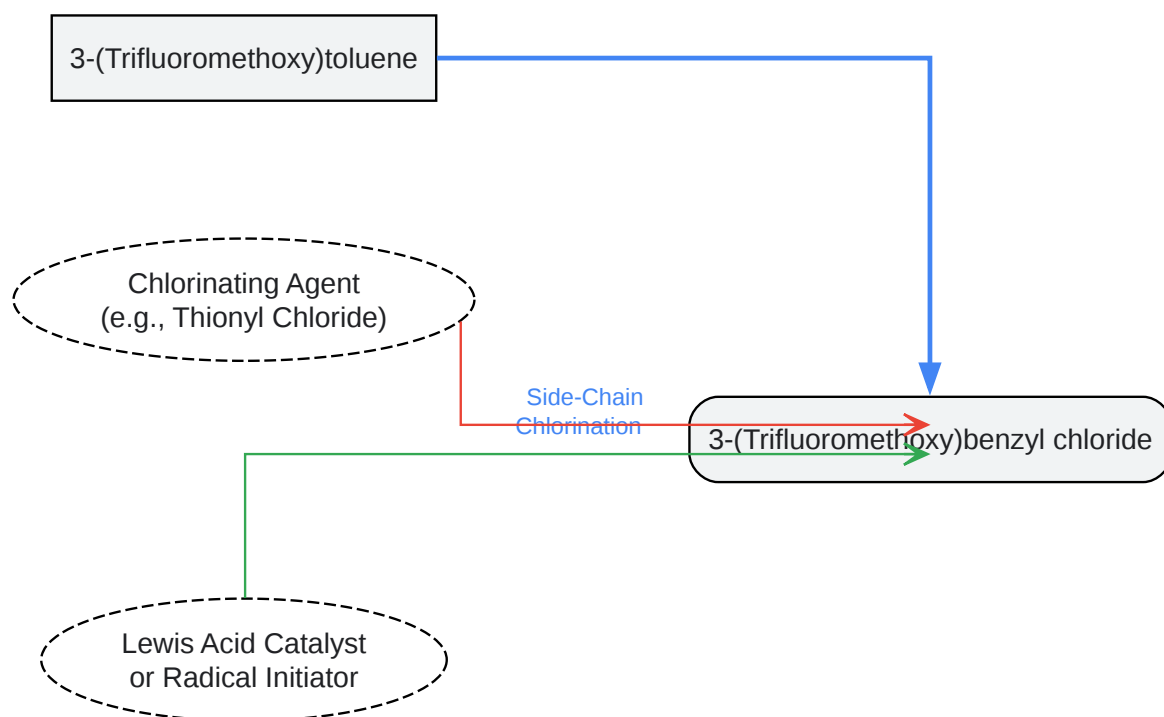 3-(Trifluoromethoxy)toluene
Chlorinating Agent
(e.g., Thionyl Chloride)
Side-Chain
Chlorination
3-(Trifluoromethoxy)benzyl chloride
Lewis Acid Catalyst
or Radical Initiator